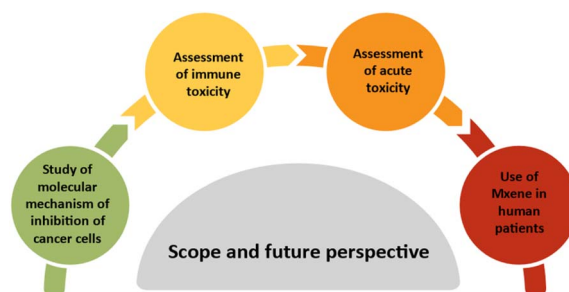 Assessment
of immune
toxicity
Assessment
of acute
toxicity
Study of
molecular
mechanism of
inhibition of
cancer cells
Use of
Mxene in
human
patients
Scope and future perspective